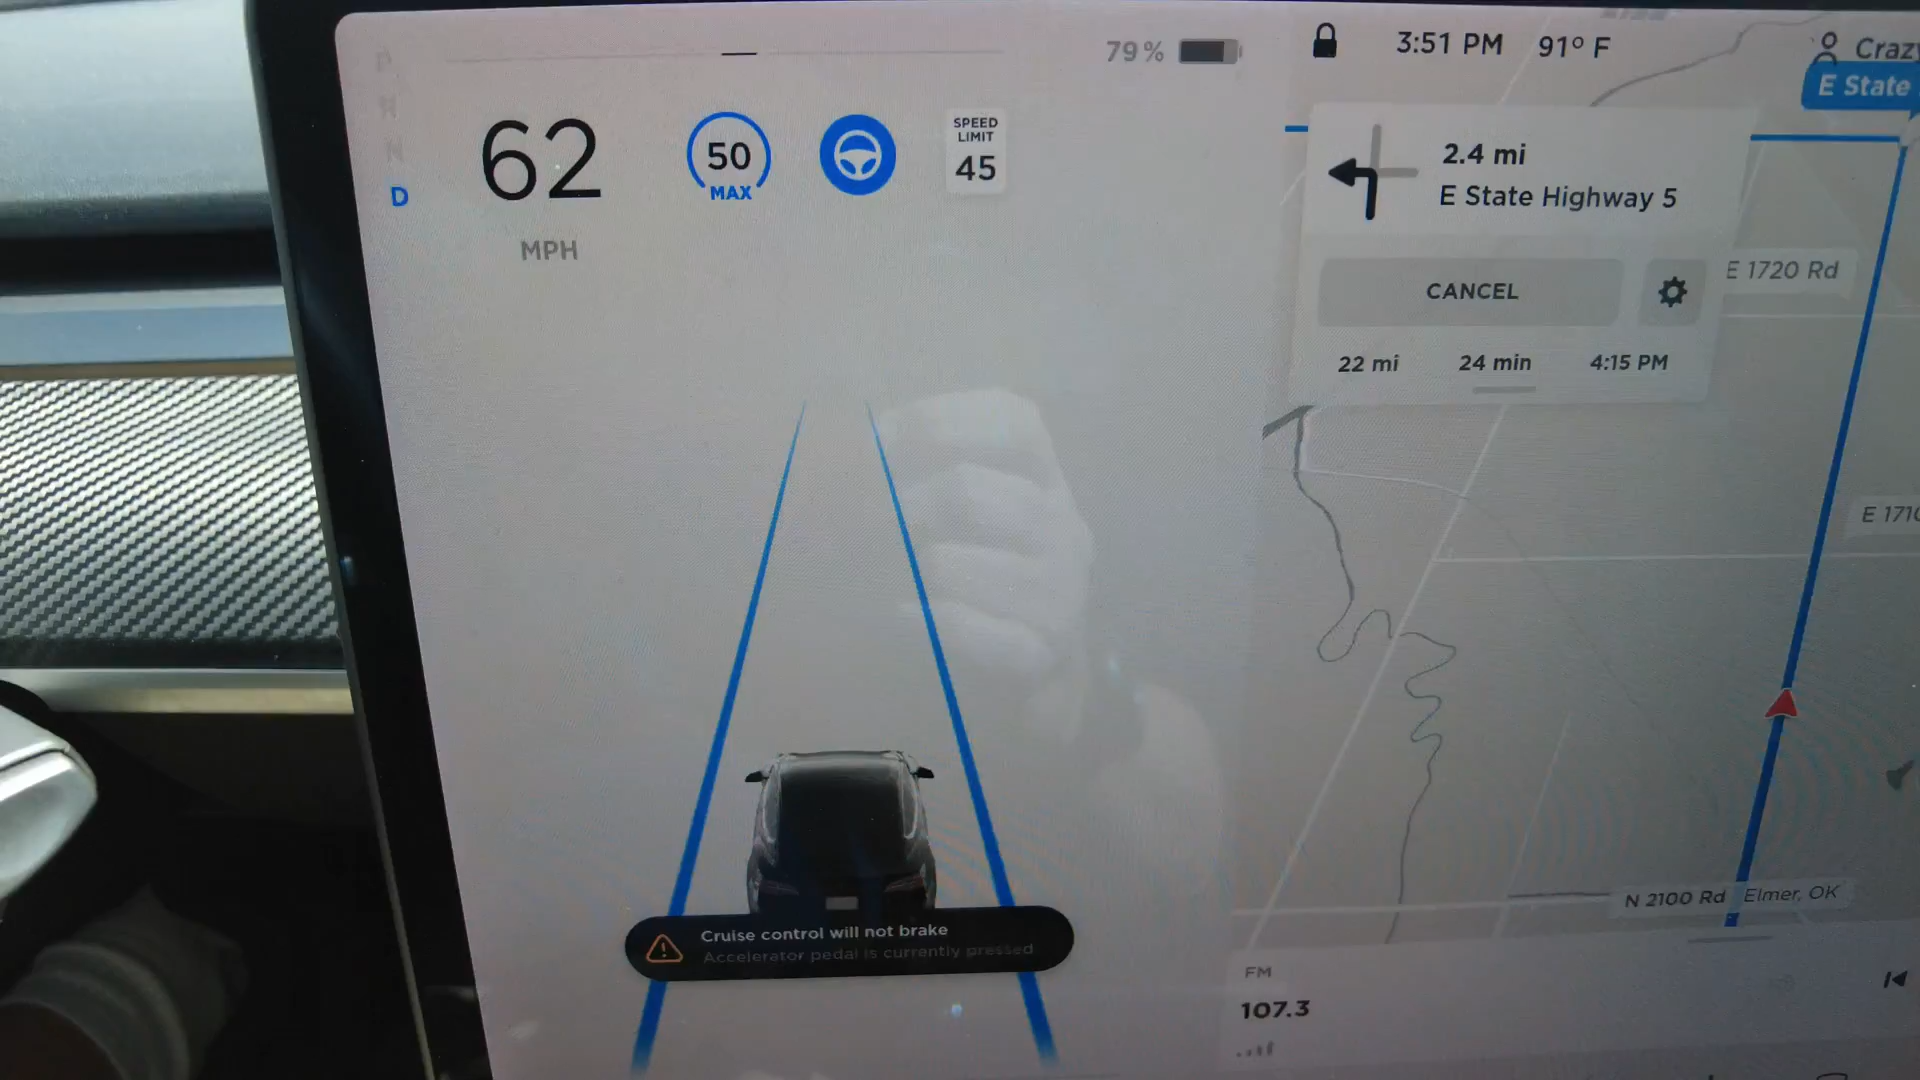 P
R
N
D
62
MPH
50
MAX
SPEED
LIMIT
45
79 %
3:51 PM 91° F
Crazy
E State
2.4 mi
E State Highway 5
CANCEL
22 mi 24 min 4:15 PM
E 1720 Rd
E 1710
N 2100 Rd Elmer, OK
Cruise control will not brake
Accelerator pedal is currently pressed
FM
107.3